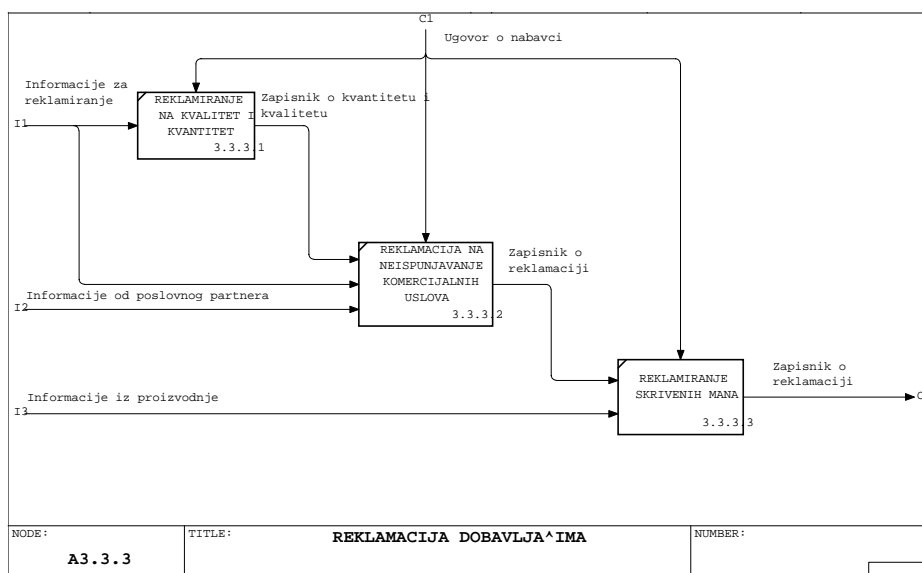 C1
Ugovor o nabavci
Informacije za
reklamiranje
I1
REKLAMIRANJE
NA KVALITET I
KVANTITET
3.3.3.1
Zapisnik o kvantitetu i
kvalitetu
REKLAMACIJA NA
NEISPUNJAVANJE
KOMERCIJALNIH
USLOVA
3.3.3.2
Zapisnik o
reklamaciji
Informacije od poslovnog partnera
I2
REKLAMIRANJE
SKRIVENIH MANA
3.3.3.3
Zapisnik o
reklamaciji
Informacije iz proizvodnje
I3
NODE:
A3.3.3
TITLE:
REKLAMACIJA DOBAVLJA^IMA
NUMBER: